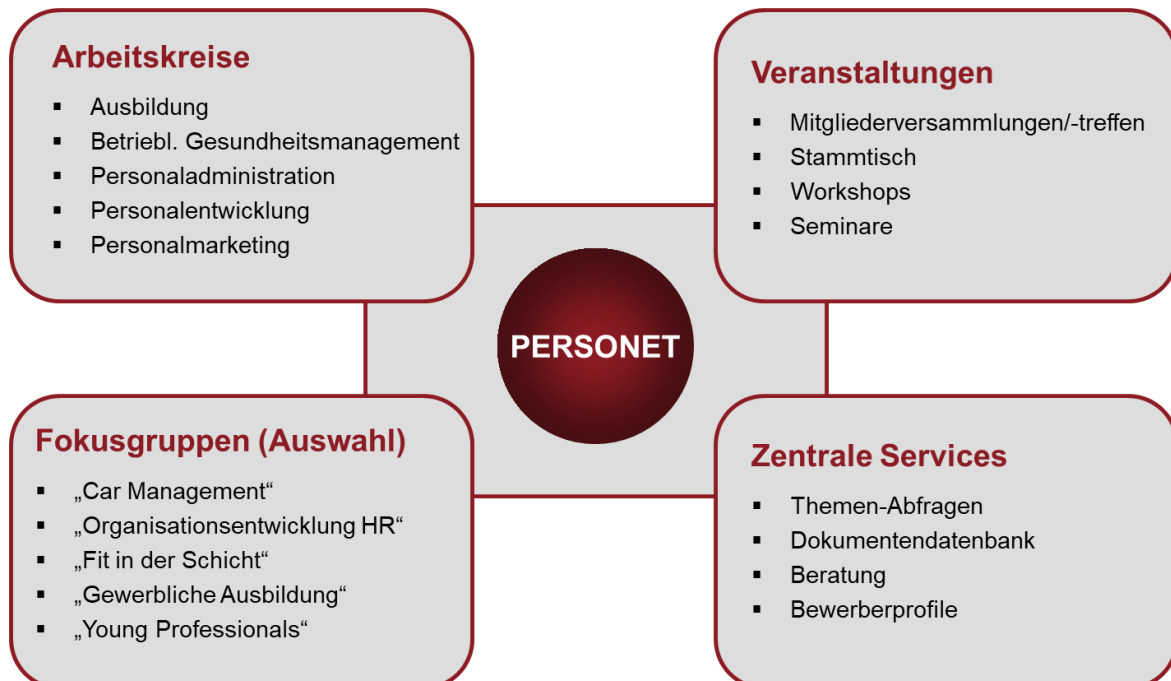 Arbeitskreise
▪ Ausbildung
▪ Betriebl. Gesundheitsmanagement
▪ Personaladministration
▪ Personalentwicklung
▪ Personalmarketing
Veranstaltungen
▪ Mitgliederversammlungen/-treffen
▪ Stammtisch
▪ Workshops
▪ Seminare
PERSONET
Fokusgruppen (Auswahl)
▪ „Car Management“
▪ „Organisationsentwicklung HR“
▪ „Fit in der Schicht“
▪ „Gewerbliche Ausbildung“
▪ „Young Professionals“
Zentrale Services
▪ Themen-Abfragen
▪ Dokumentendatenbank
▪ Beratung
▪ Bewerberprofile